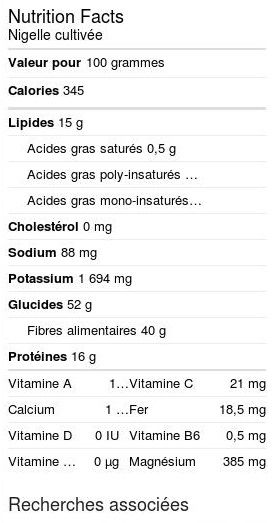 Nutrition Facts
Nigelle cultivée
Valeur pour 100 grammes
Calories 345
Lipides 15 g
Acides gras saturés 0,5 g
Acides gras poly-insaturés …
Acides gras mono-insaturés…
Cholestérol 0 mg
Sodium 88 mg
Potassium 1 694 mg
Glucides 52 g
Fibres alimentaires 40 g
Protéines 16 g
Vitamine A 1… Vitamine C 21 mg
Calcium 1 … Fer 18,5 mg
Vitamine D 0 IU Vitamine B6 0,5 mg
Vitamine … 0 µg Magnésium 385 mg
Recherches associées